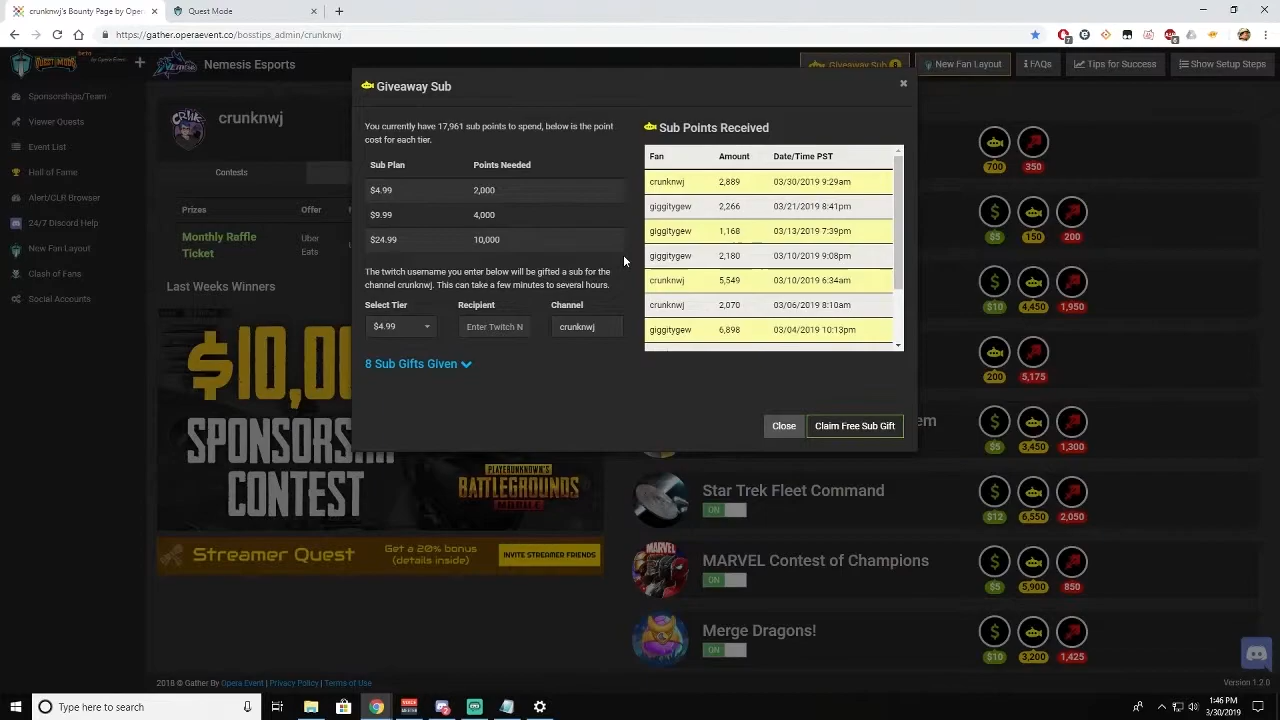 crunknwj's Bounty Page by Oper
Quest Mode
https://gather.operaevent.co/bosstips_admin/crunknwj
QUEST MODE beta
by Opera Event
Nemesis Esports
Giveaway Sub
New Fan Layout
FAQs
Tips for Success
Show Setup Steps
Sponsorships/Team
Viewer Quests
Event List
Hall of Fame
Alert/CLR Browser
24/7 Discord Help
New Fan Layout
Clash of Fans
Social Accounts
crunknwj
Contests
Prizes Offer
Monthly Raffle Ticket
Uber Eats
Last Weeks Winners
$10,0
SPONSORSHI
CONTEST
PLAYERUNKNOWN'S
BATTLEGROUNDS
MOBILE
Streamer Quest
Get a 20% bonus
(details inside)
INVITE STREAMER FRIENDS
Giveaway Sub
You currently have 17,961 sub points to spend, below is the point
cost for each tier.
Sub Plan Points Needed
$4.99 2,000
$9.99 4,000
$24.99 10,000
The twitch username you enter below will be gifted a sub for the
channel crunknwj. This can take a few minutes to several hours.
Select Tier Recipient Channel
$4.99 Enter Twitch N crunknwj
8 Sub Gifts Given
Sub Points Received
Fan Amount Date/Time PST
crunknwj 2,889 03/30/2019 9:29am
giggitygew 2,266 03/21/2019 8:41pm
giggitygew 1,168 03/13/2019 7:39pm
giggitygew 2,180 03/10/2019 9:08pm
crunknwj 5,549 03/10/2019 6:34am
crunknwj 2,070 03/06/2019 8:10am
giggitygew 6,898 03/04/2019 10:13pm
Close
Claim Free Sub Gift
700 350
$5 150 200
$10 4,450 1,950
200 5,175
em
$5 3,450 1,300
Star Trek Fleet Command
ON
$12 6,550 2,050
MARVEL
MARVEL Contest of Champions
ON
$5 5,900 850
Merge Dragons!
ON
$10 3,200 1,425
2018 © Gather By Opera Event | Privacy Policy | Terms of Use
Version 1.2.0
Type here to search
1:46 PM
3/30/2019